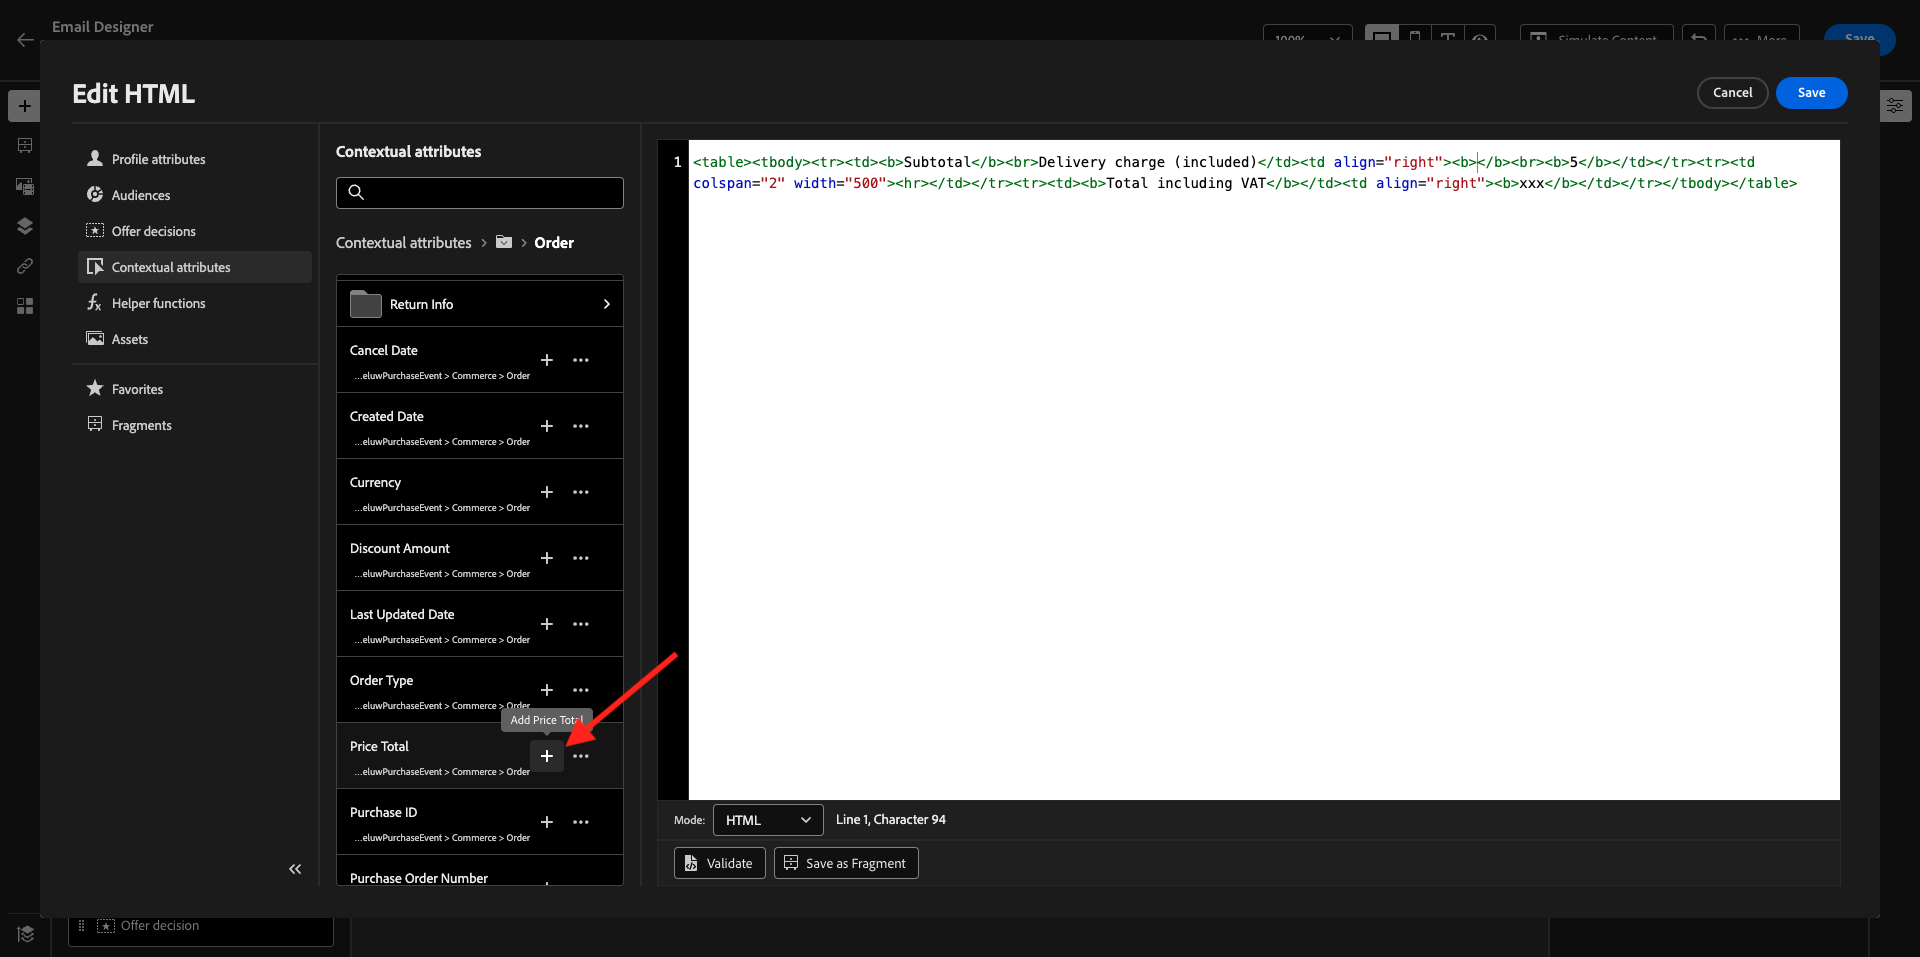 Email Designer
100%
Simulate Content
More
Save
Edit HTML
Cancel
Save
Profile attributes
Audiences
Offer decisions
Contextual attributes
Helper functions
Assets
Favorites
Fragments
Contextual attributes
Contextual attributes > Order
Return Info
Cancel Date
...eluwPurchaseEvent > Commerce > Order
Created Date
...eluwPurchaseEvent > Commerce > Order
Currency
...eluwPurchaseEvent > Commerce > Order
Discount Amount
...eluwPurchaseEvent > Commerce > Order
Last Updated Date
...eluwPurchaseEvent > Commerce > Order
Order Type
...eluwPurchaseEvent > Commerce > Order
Add Price Total
Price Total
...eluwPurchaseEvent > Commerce > Order
Purchase ID
...eluwPurchaseEvent > Commerce > Order
Purchase Order Number
1 <table><tbody><tr><td><b>Subtotal</b><br>Delivery charge (included)</td><td align="right"><b></b><br><b>5</b></td></tr><tr><td
colspan="2" width="500"><hr></td></tr><tr><td><b>Total including VAT</b></td><td align="right"><b>xxx</b></td></tr></tbody></table>
Mode: HTML Line 1, Character 94
Validate
Save as Fragment
Offer decision